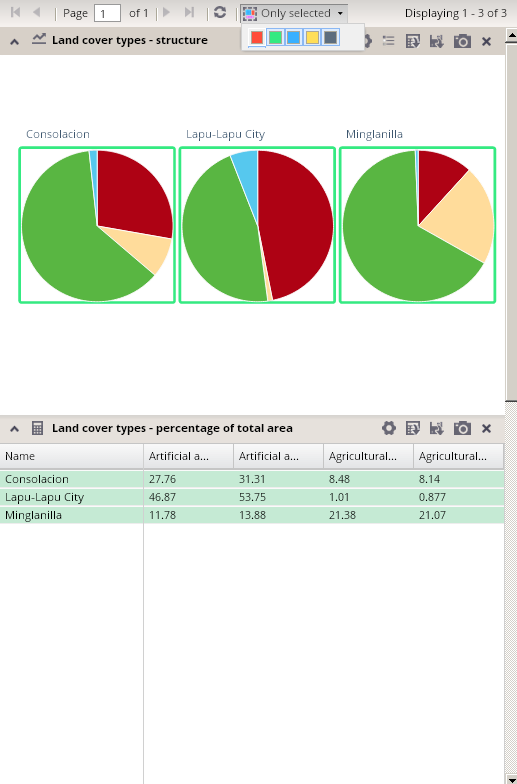 Page 1 of 1 Only selected Displaying 1 - 3 of 3
Land cover types - structure
Consolacion Lapu-Lapu City Minglanilla
Land cover types - percentage of total area
Name Artificial a... Artificial a... Agricultural... Agricultural...
Consolacion 27.76 31.31 8.48 8.14
Lapu-Lapu City 46.87 53.75 1.01 0.877
Minglanilla 11.78 13.88 21.38 21.07